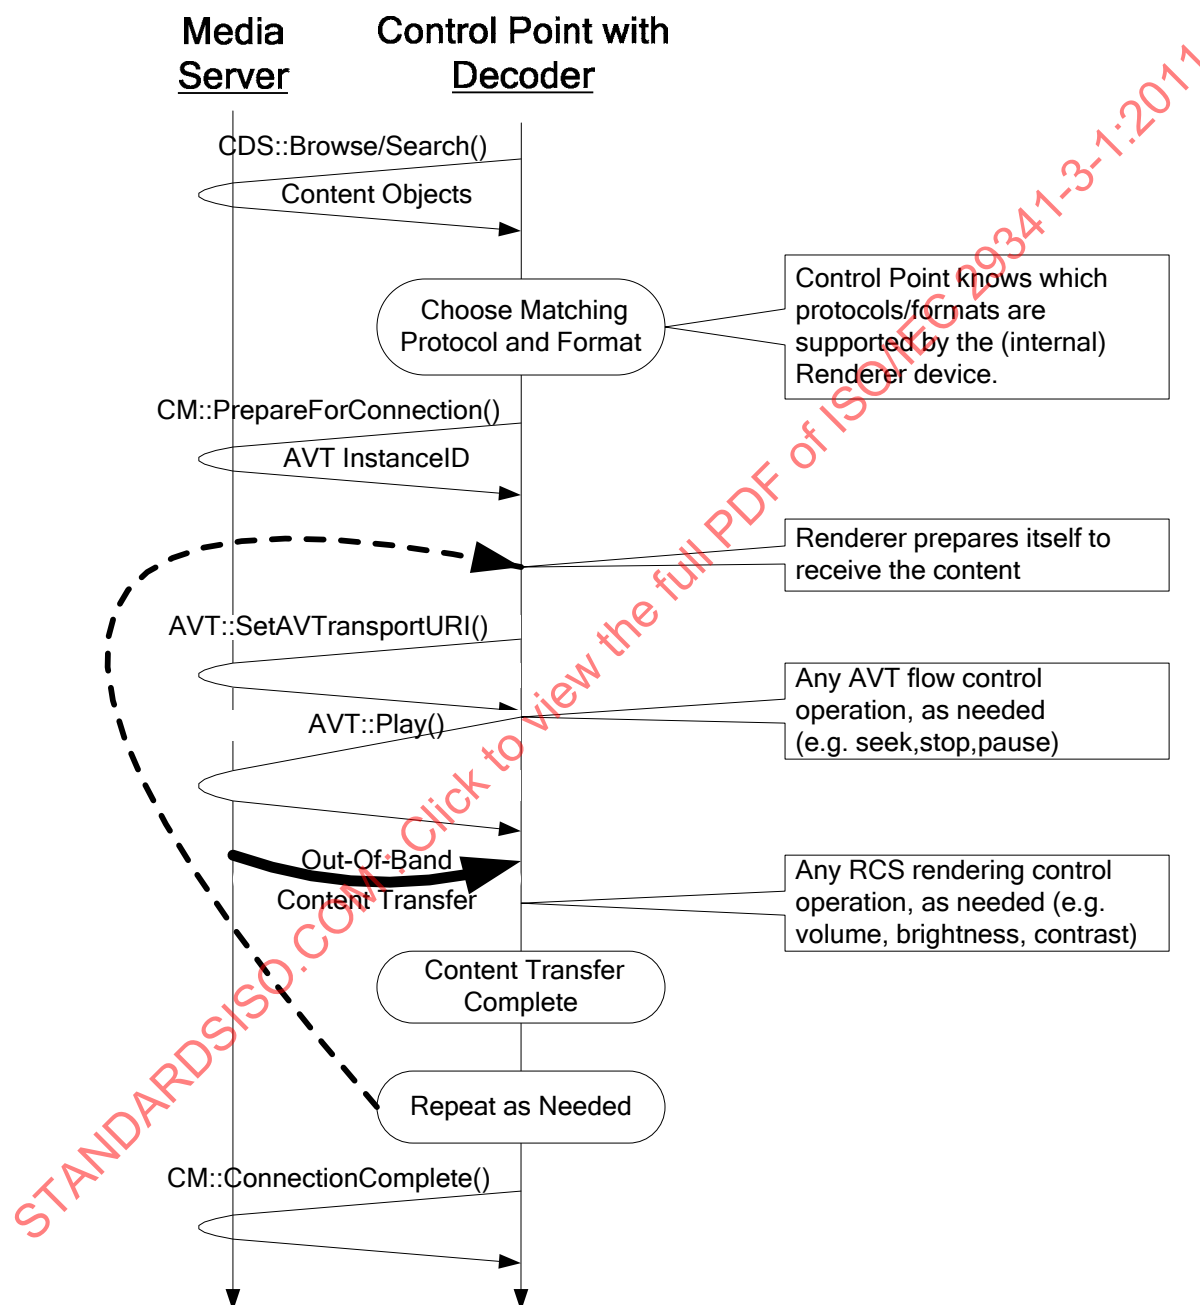 Media
Server
Control Point with
Decoder
CDS::Browse/Search()
Content Objects
Choose Matching
Protocol and Format
Control Point knows which
protocols/formats are
supported by the (internal)
Renderer device.
CM::PrepareForConnection()
AVT InstanceID
Renderer prepares itself to
receive the content
AVT::SetAVTransportURI()
Any AVT flow control
operation, as needed
(e.g. seek,stop,pause)
AVT::Play()
Out-Of-Band
Content Transfer
Any RCS rendering control
operation, as needed (e.g.
volume, brightness, contrast)
Content Transfer
Complete
Repeat as Needed
CM::ConnectionComplete()
STANDARDSISO.COM : Click to view the full PDF of ISO/IEC 29341-3-1:2011